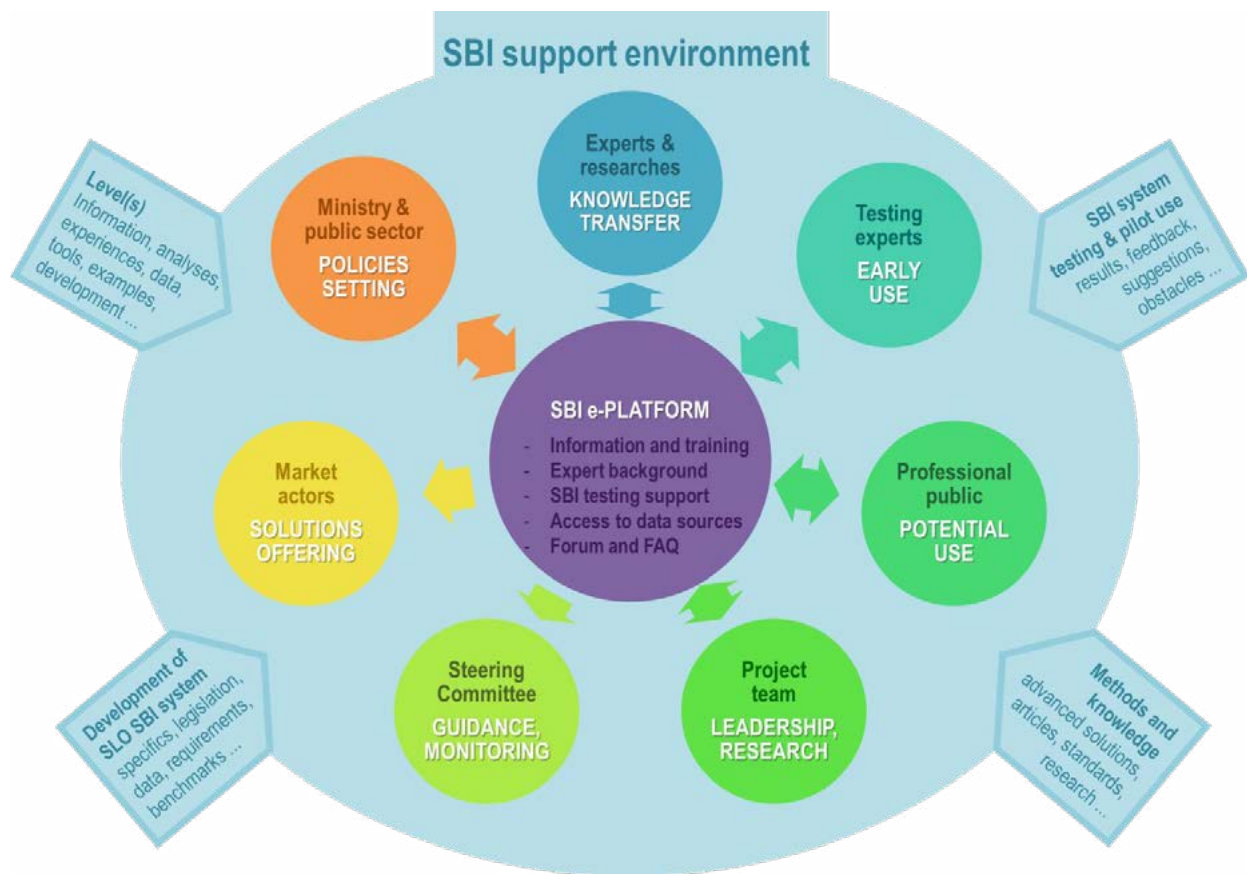 SBI support environment
Experts &
researches
KNOWLEDGE
TRANSFER
Ministry &
public sector
POLICIES
SETTING
Testing
experts
EARLY
USE
Level(s)
Information, analyses,
experiences, data,
tools, examples,
development ...
SBI system
testing & pilot use
results, feedback,
suggestions,
obstacles ...
SBI e-PLATFORM
- Information and training
- Expert background
- SBI testing support
- Access to data sources
- Forum and FAQ
Market
actors
SOLUTIONS
OFFERING
Professional
public
POTENTIAL
USE
Steering
Committee
GUIDANCE,
MONITORING
Project
team
LEADERSHIP,
RESEARCH
Development of
SLO SBI system
specifics, legislation,
data, requirements,
benchmarks ...
Methods and
knowledge
advanced solutions,
articles, standards,
research ...